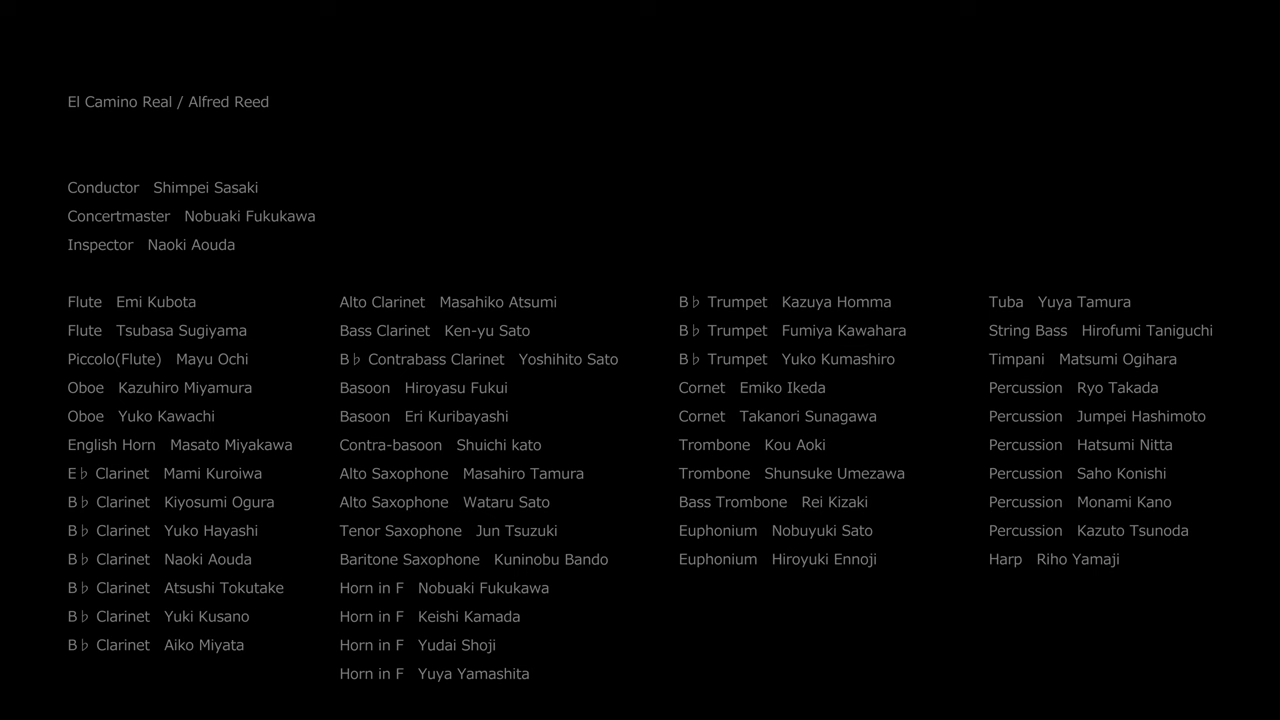 El Camino Real / Alfred Reed
Conductor Shimpei Sasaki
Concertmaster Nobuaki Fukukawa
Inspector Naoki Aouda
Flute Emi Kubota
Flute Tsubasa Sugiyama
Piccolo(Flute) Mayu Ochi
Oboe Kazuhiro Miyamura
Oboe Yuko Kawachi
English Horn Masato Miyakawa
E♭ Clarinet Mami Kuroiwa
B♭ Clarinet Kiyosumi Ogura
B♭ Clarinet Yuko Hayashi
B♭ Clarinet Naoki Aouda
B♭ Clarinet Atsushi Tokutake
B♭ Clarinet Yuki Kusano
B♭ Clarinet Aiko Miyata
Alto Clarinet Masahiko Atsumi
Bass Clarinet Ken-yu Sato
B♭ Contrabass Clarinet Yoshihito Sato
Basoon Hiroyasu Fukui
Basoon Eri Kuribayashi
Contra-basoon Shuichi kato
Alto Saxophone Masahiro Tamura
Alto Saxophone Wataru Sato
Tenor Saxophone Jun Tsuzuki
Baritone Saxophone Kuninobu Bando
Horn in F Nobuaki Fukukawa
Horn in F Keishi Kamada
Horn in F Yudai Shoji
Horn in F Yuya Yamashita
B♭ Trumpet Kazuya Homma
B♭ Trumpet Fumiya Kawahara
B♭ Trumpet Yuko Kumashiro
Cornet Emiko Ikeda
Cornet Takanori Sunagawa
Trombone Kou Aoki
Trombone Shunsuke Umezawa
Bass Trombone Rei Kizaki
Euphonium Nobuyuki Sato
Euphonium Hiroyuki Ennoji
Tuba Yuya Tamura
String Bass Hirofumi Taniguchi
Timpani Matsumi Ogihara
Percussion Ryo Takada
Percussion Jumpei Hashimoto
Percussion Hatsumi Nitta
Percussion Saho Konishi
Percussion Monami Kano
Percussion Kazuto Tsunoda
Harp Riho Yamaji